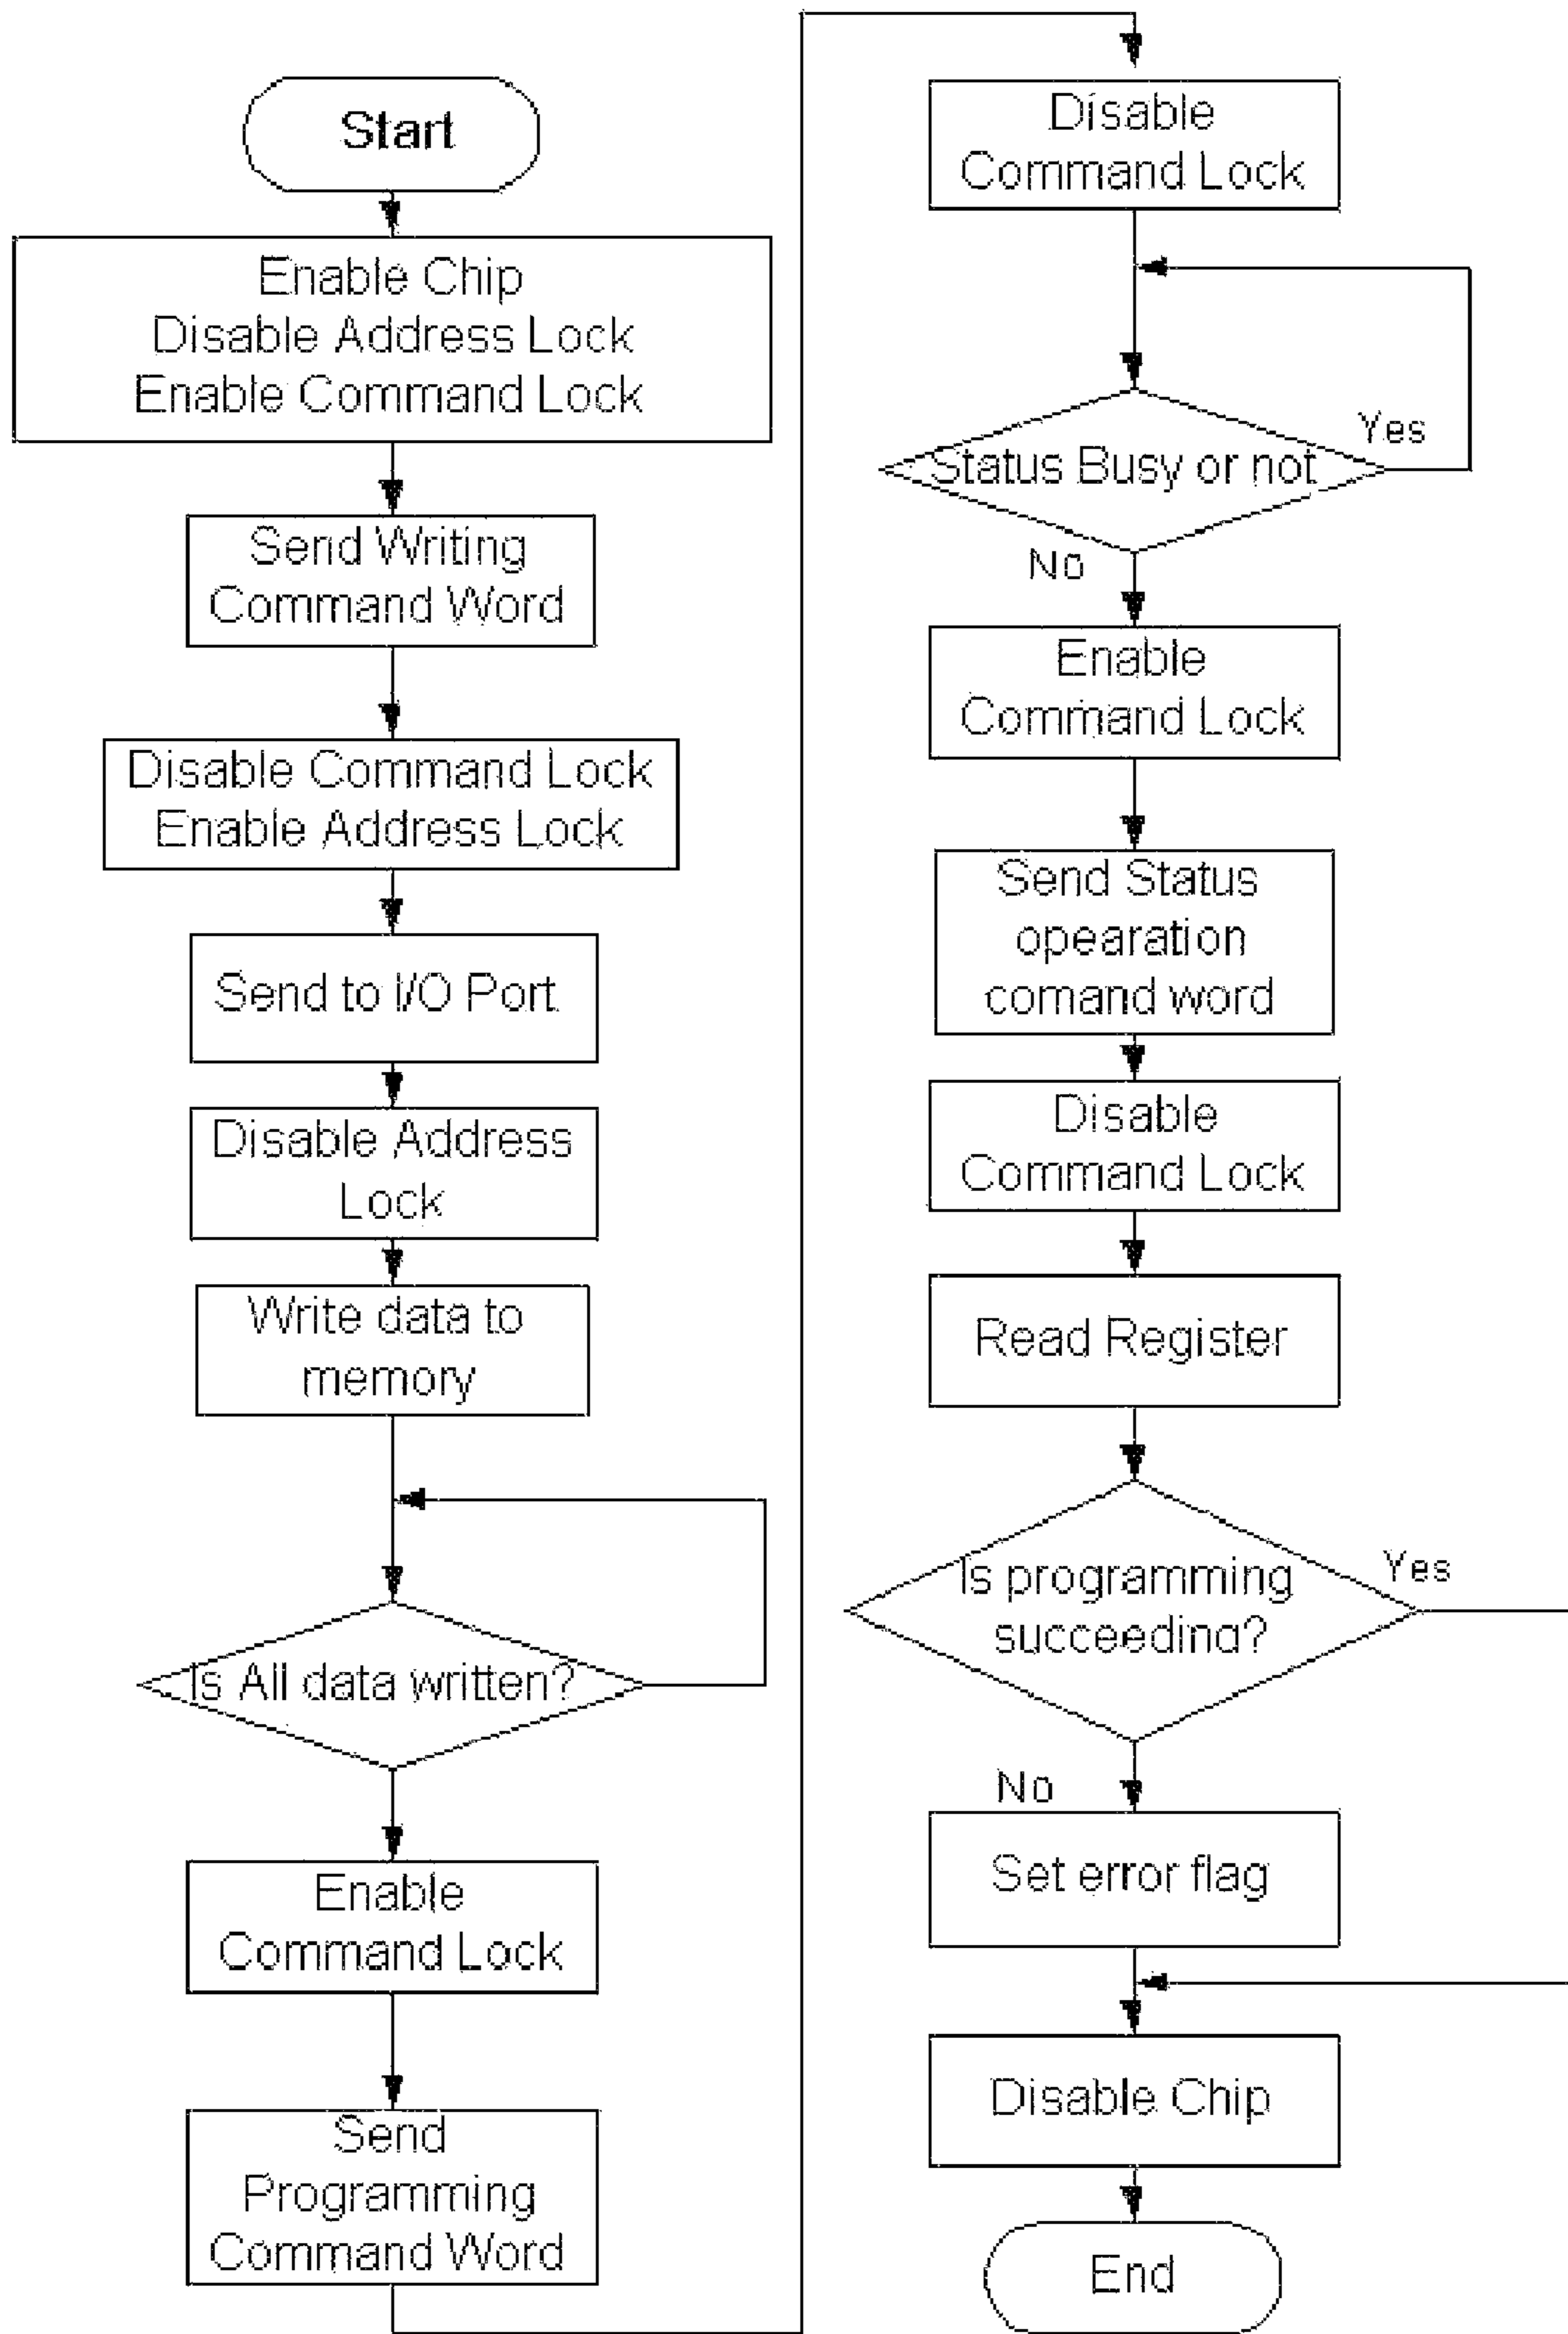 Start
Enable Chip
Disable Address Lock
Enable Command Lock
Send Writing
Command Word
Disable Command Lock
Enable Address Lock
Send to I/O Port
Disable Address
Lock
Write data to
memory
Is All data written?
Enable
Command Lock
Send
Programming
Command Word
Disable
Command Lock
Status Busy or not
Yes
No
Enable
Command Lock
Send Status
opearation
comand word
Disable
Command Lock
Read Register
Is programming
succeeding?
Yes
No
Set error flag
Disable Chip
End